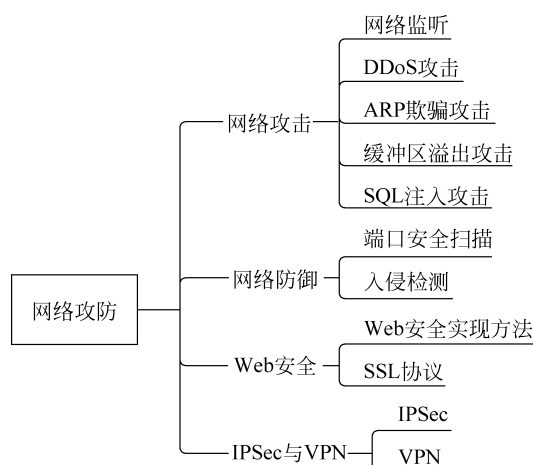 网络攻防
网络攻击
网络监听
DDoS攻击
ARP欺骗攻击
缓冲区溢出攻击
SQL注入攻击
网络防御
端口安全扫描
入侵检测
Web安全
Web安全实现方法
SSL协议
IPSec与VPN
IPSec
VPN